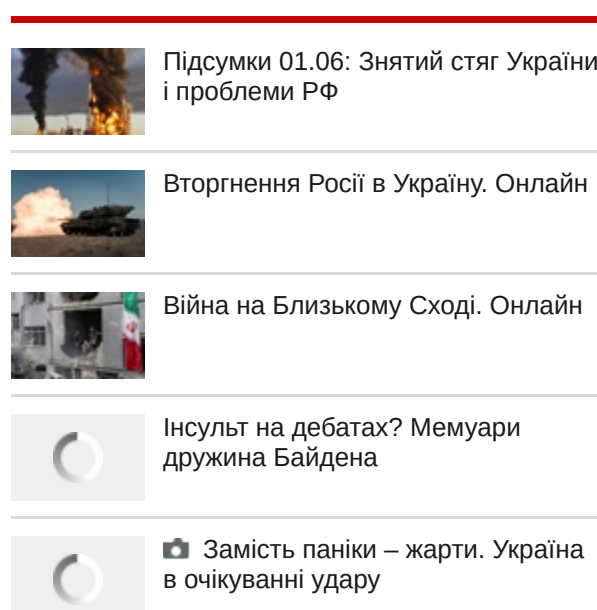 Підсумки 01.06: Знятий стяг України
і проблеми РФ
Вторгнення Росії в Україну. Онлайн
Війна на Близькому Сході. Онлайн
Інсульт на дебатах? Мемуари
дружина Байдена
Замість паніки – жарти. Україна
в очікуванні удару